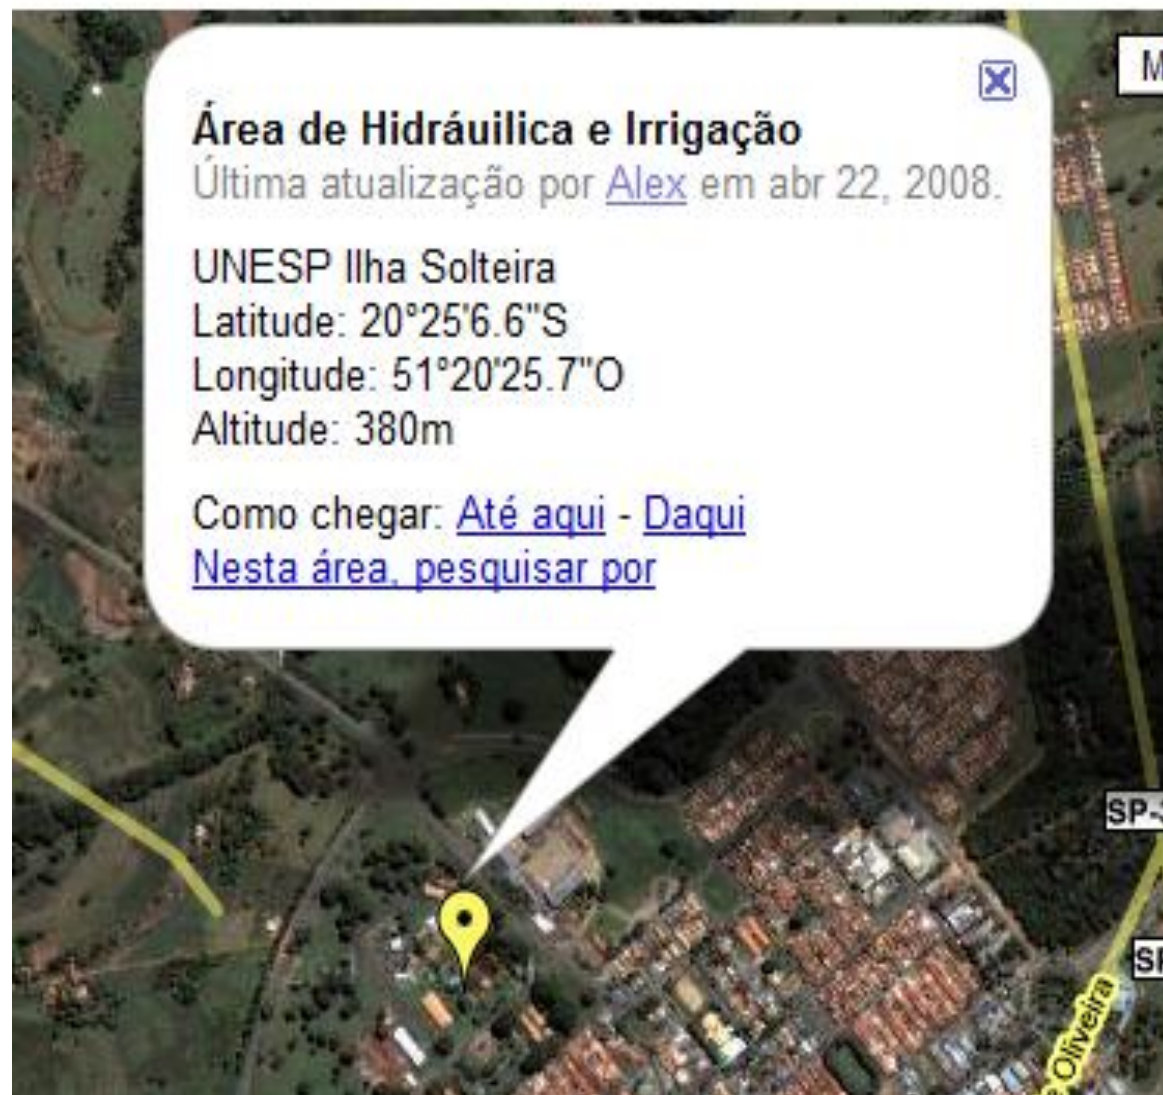 Área de Hidráuilica e Irrigação
Última atualização por Alex em abr 22, 2008.
UNESP Ilha Solteira
Latitude: 20°25'6.6"S
Longitude: 51°20'25.7"O
Altitude: 380m
Como chegar: Até aqui - Daqui
Nesta área, pesquisar por
SP-
Oliveira